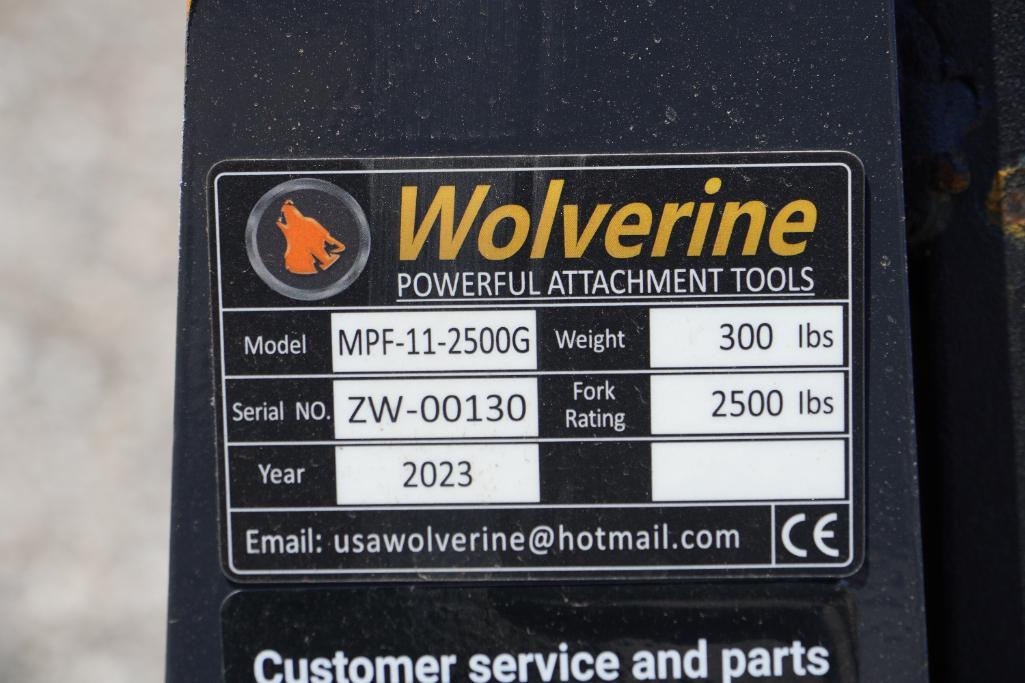 Wolverine
POWERFUL ATTACHMENT TOOLS
Model MPF-11-2500G Weight 300 lbs
Serial NO. ZW-00130 Fork Rating 2500 lbs
Year 2023
Email: usawolverine@hotmail.com CE
Customer service and parts